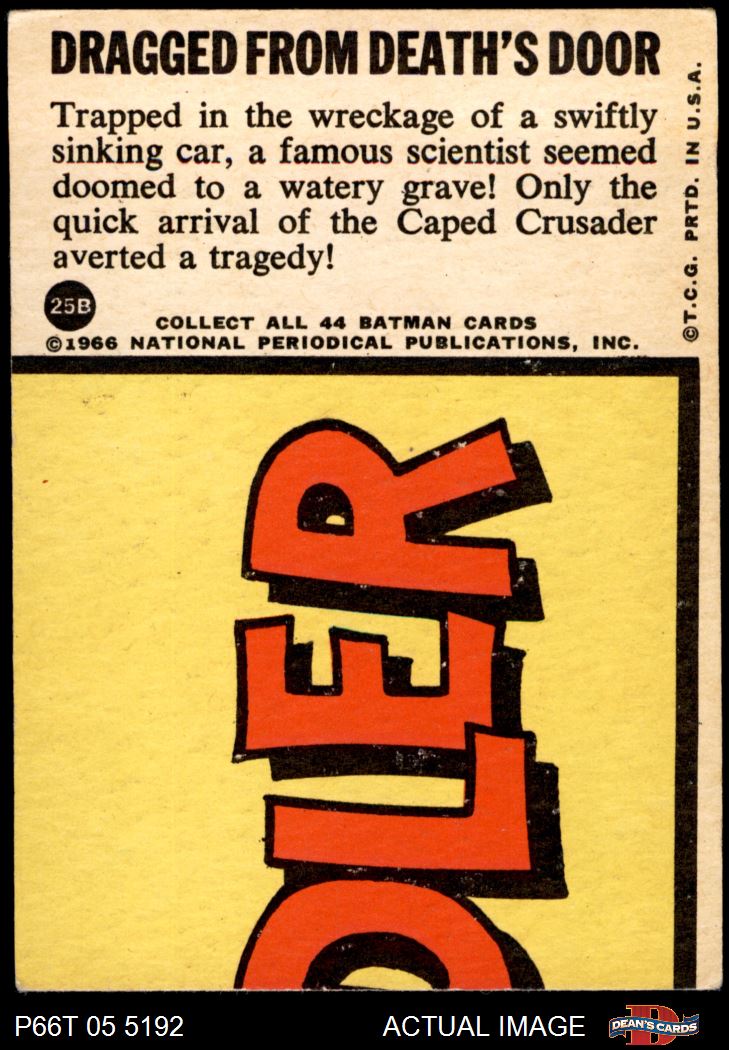 DRAGGED FROM DEATH'S DOOR
Trapped in the wreckage of a swiftly
sinking car, a famous scientist seemed
doomed to a watery grave! Only the
quick arrival of the Caped Crusader
averted a tragedy!
25B
COLLECT ALL 44 BATMAN CARDS
©1966 NATIONAL PERIODICAL PUBLICATIONS, INC.
©T.C.G. PRTD. IN U.S.A.
DLER
P66T 05 5192
ACTUAL IMAGE
DEAN'S CARDS